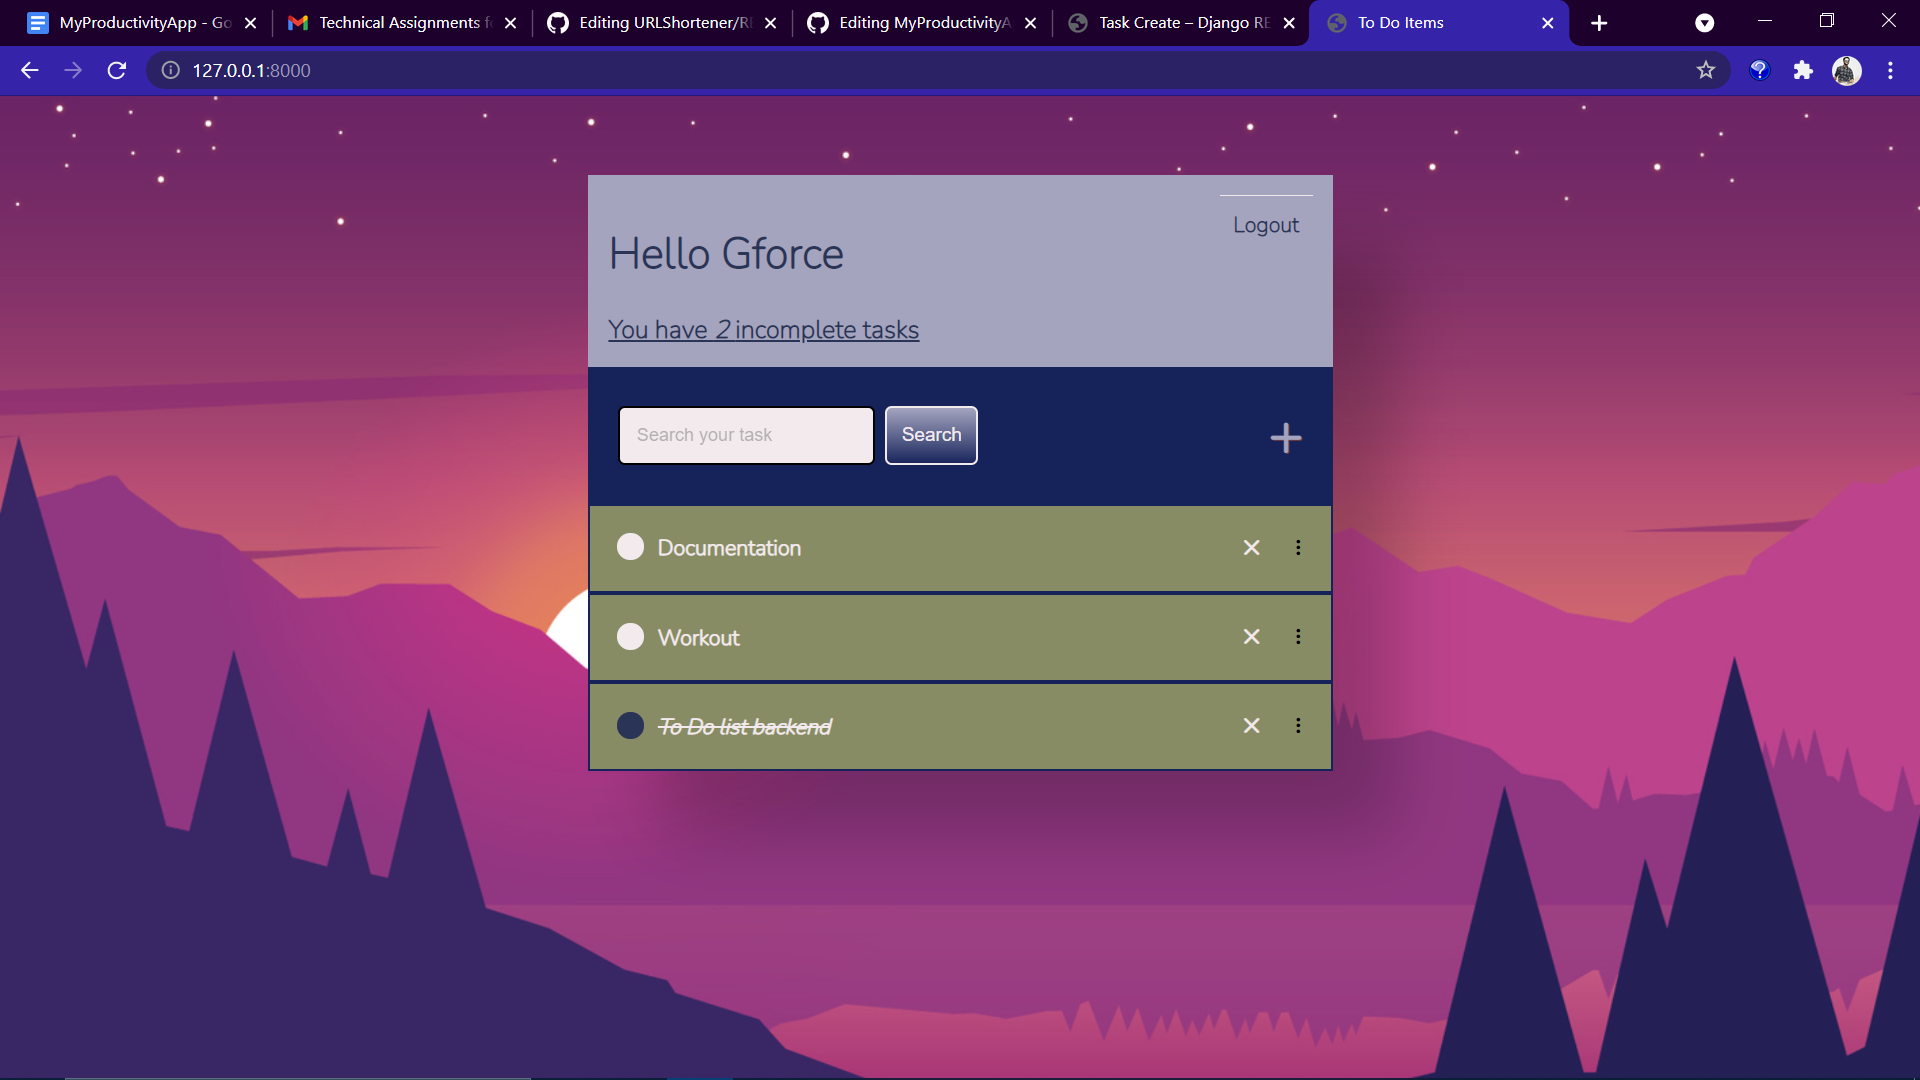 MyProductivityApp - Go
Technical Assignments f
Editing URLShortener/R
Editing MyProductivityA
Task Create – Django RE
To Do Items
127.0.0.1:8000
Logout
Hello Gforce
You have 2 incomplete tasks
Search your task
Search
Documentation
Workout
To Do list backend